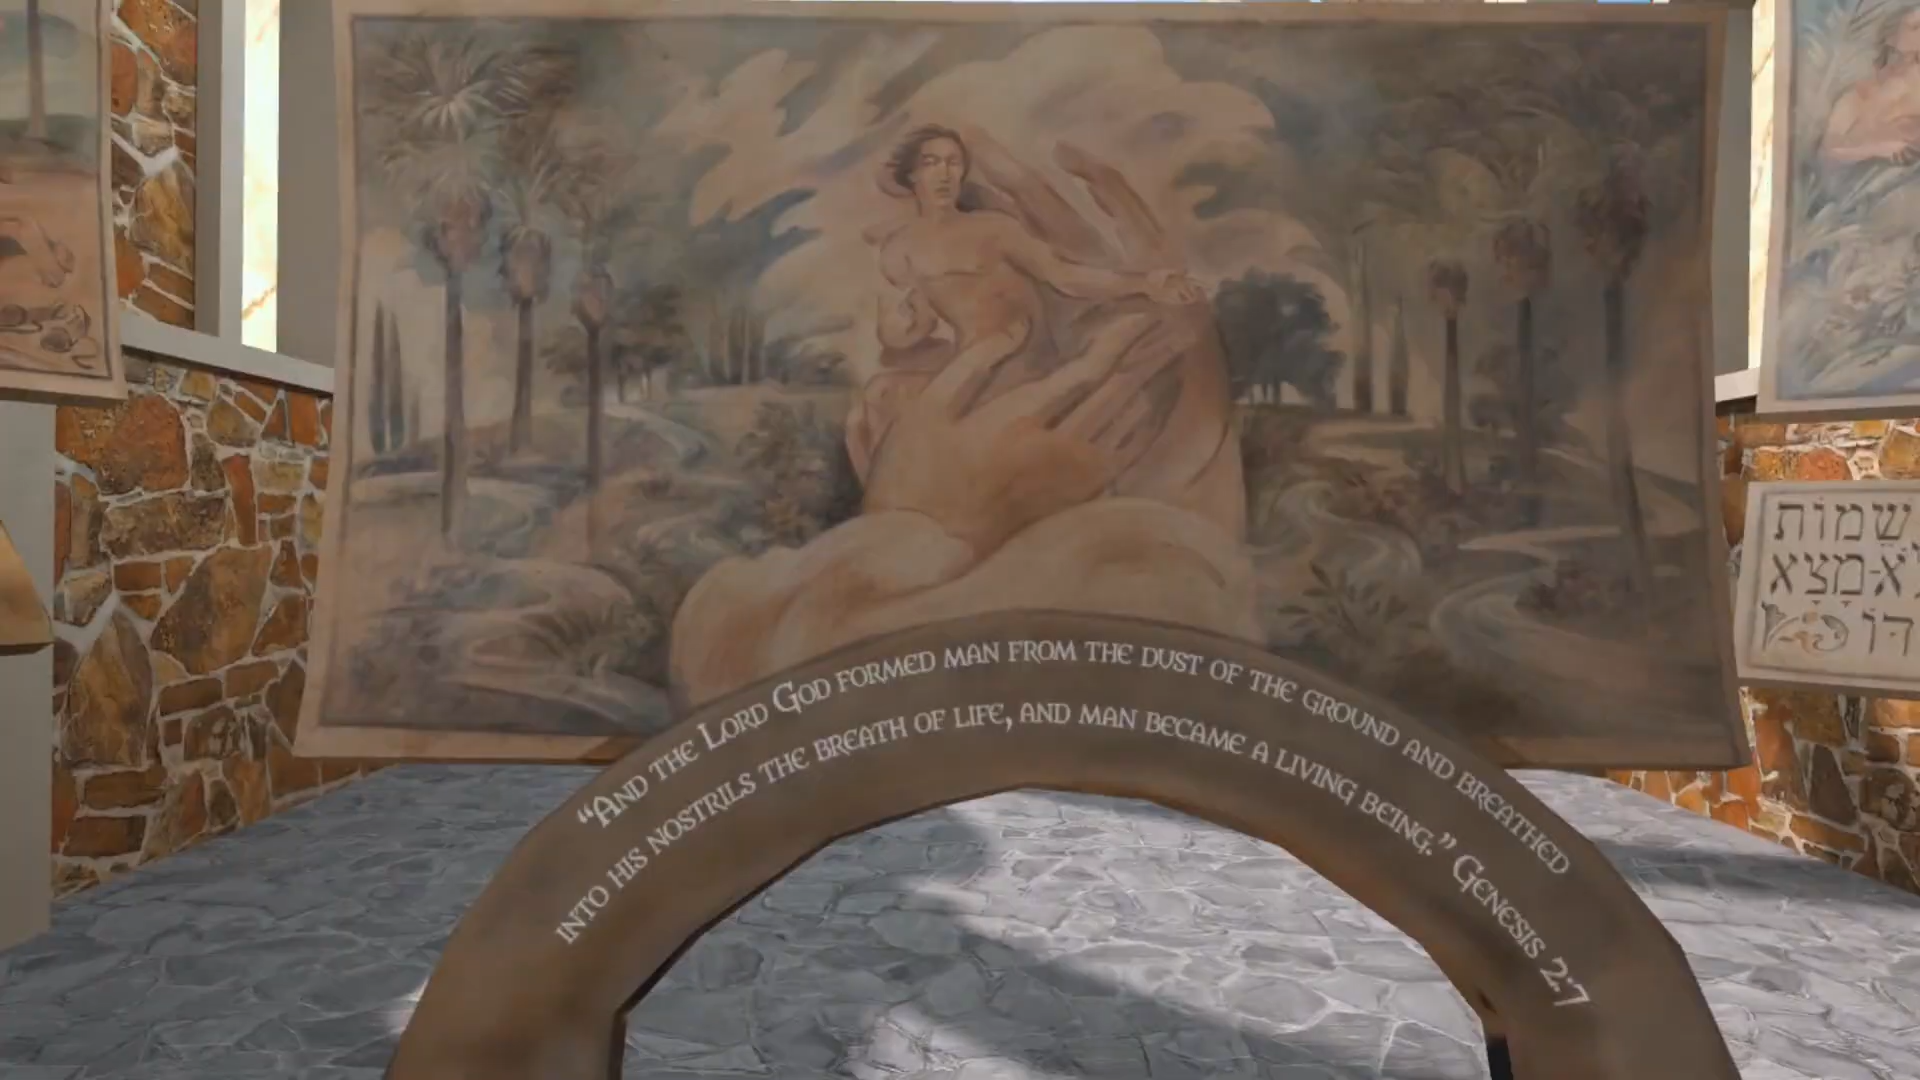 “And the Lord God formed man from the dust of the ground and breathed
into his nostrils the breath of life, and man became a living being.” Genesis 2:7
שֵׁמוֹת
מָצָא